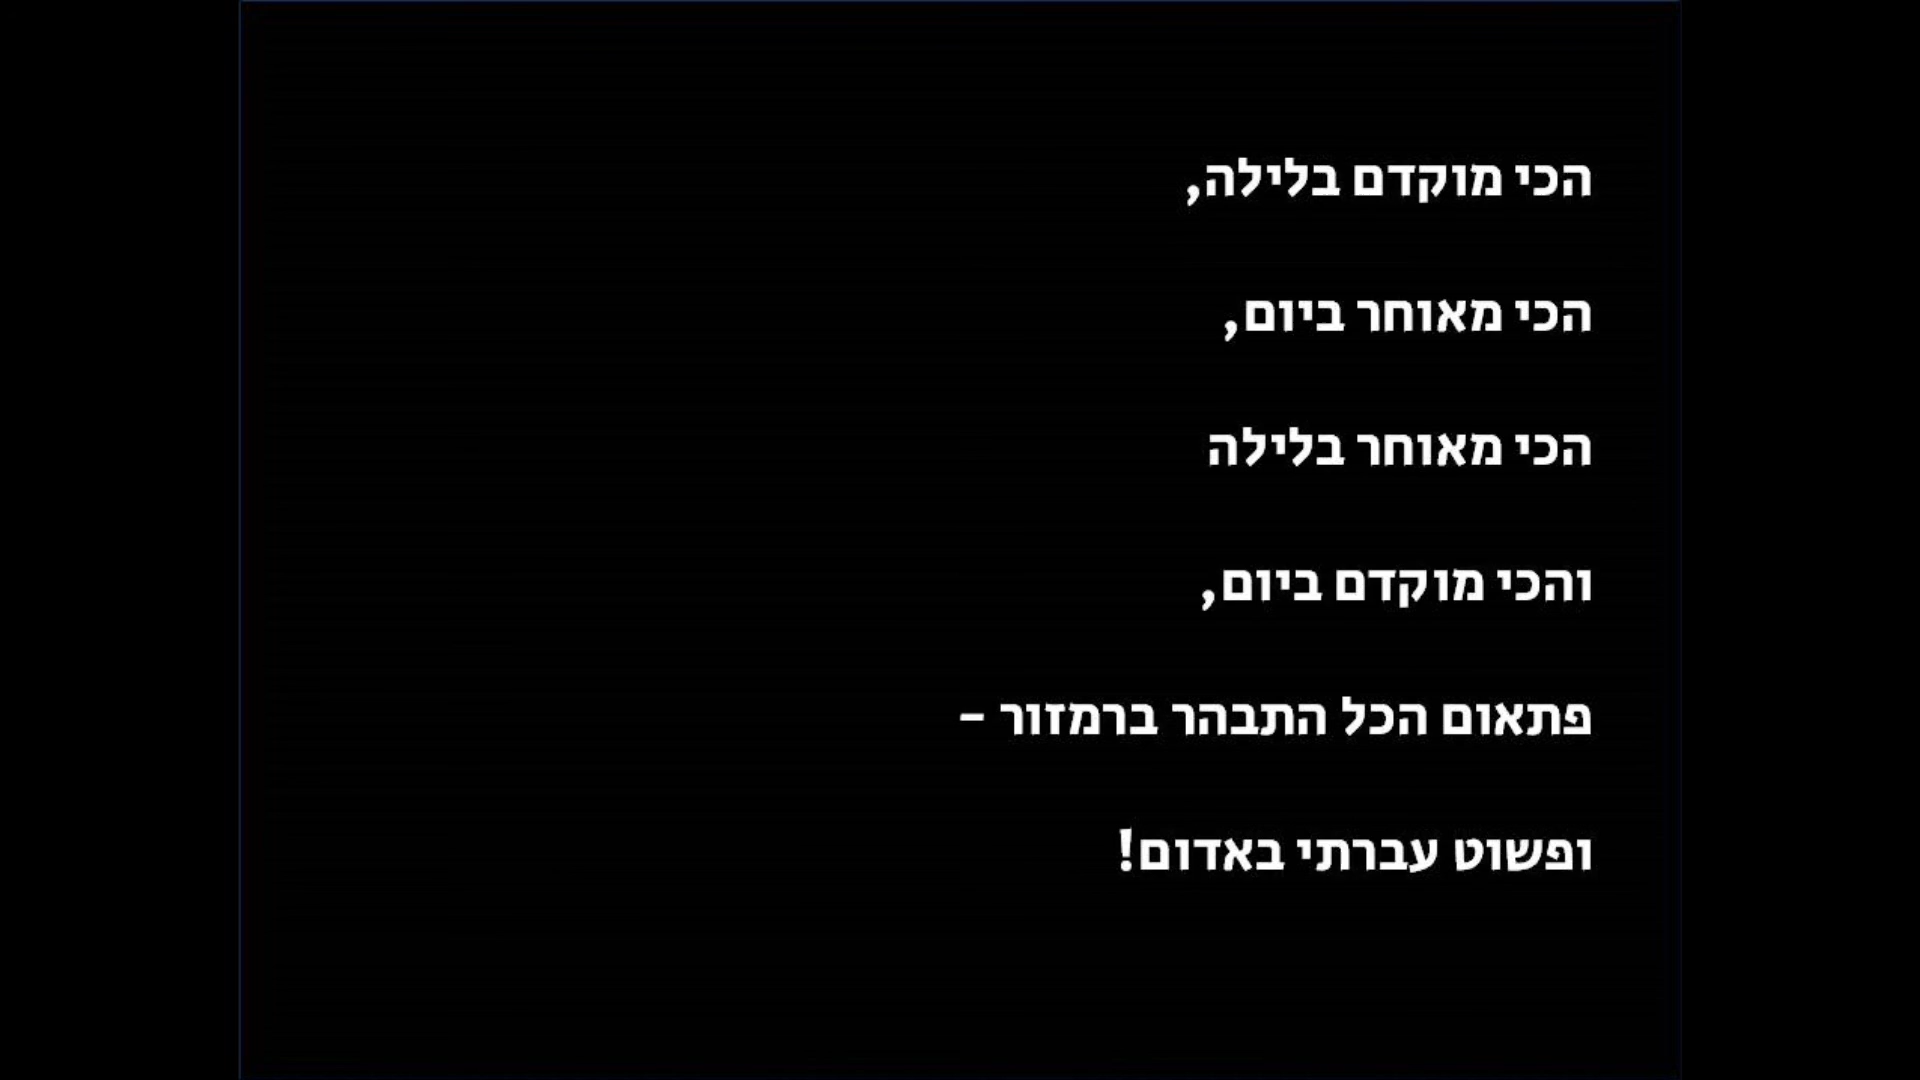 הכי מוקדם בלילה,
הכי מאוחר ביום,
הכי מאוחר בלילה
והכי מוקדם ביום,
פתאום הכל התבהר ברמזור –
ופשוט עברתי באדום!